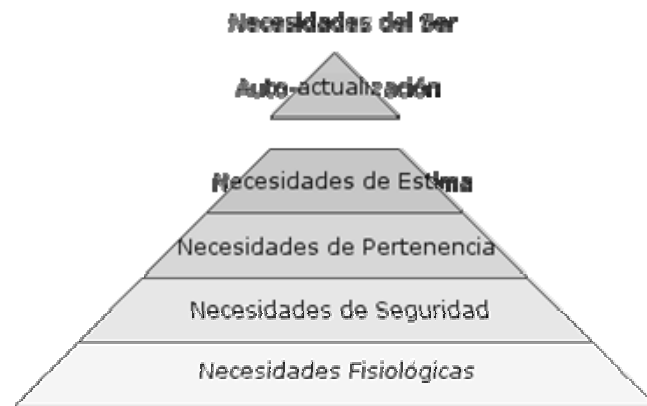 Necesidades del Ser
Auto-actualización
Necesidades de Estima
Necesidades de Pertenencia
Necesidades de Seguridad
Necesidades Fisiológicas